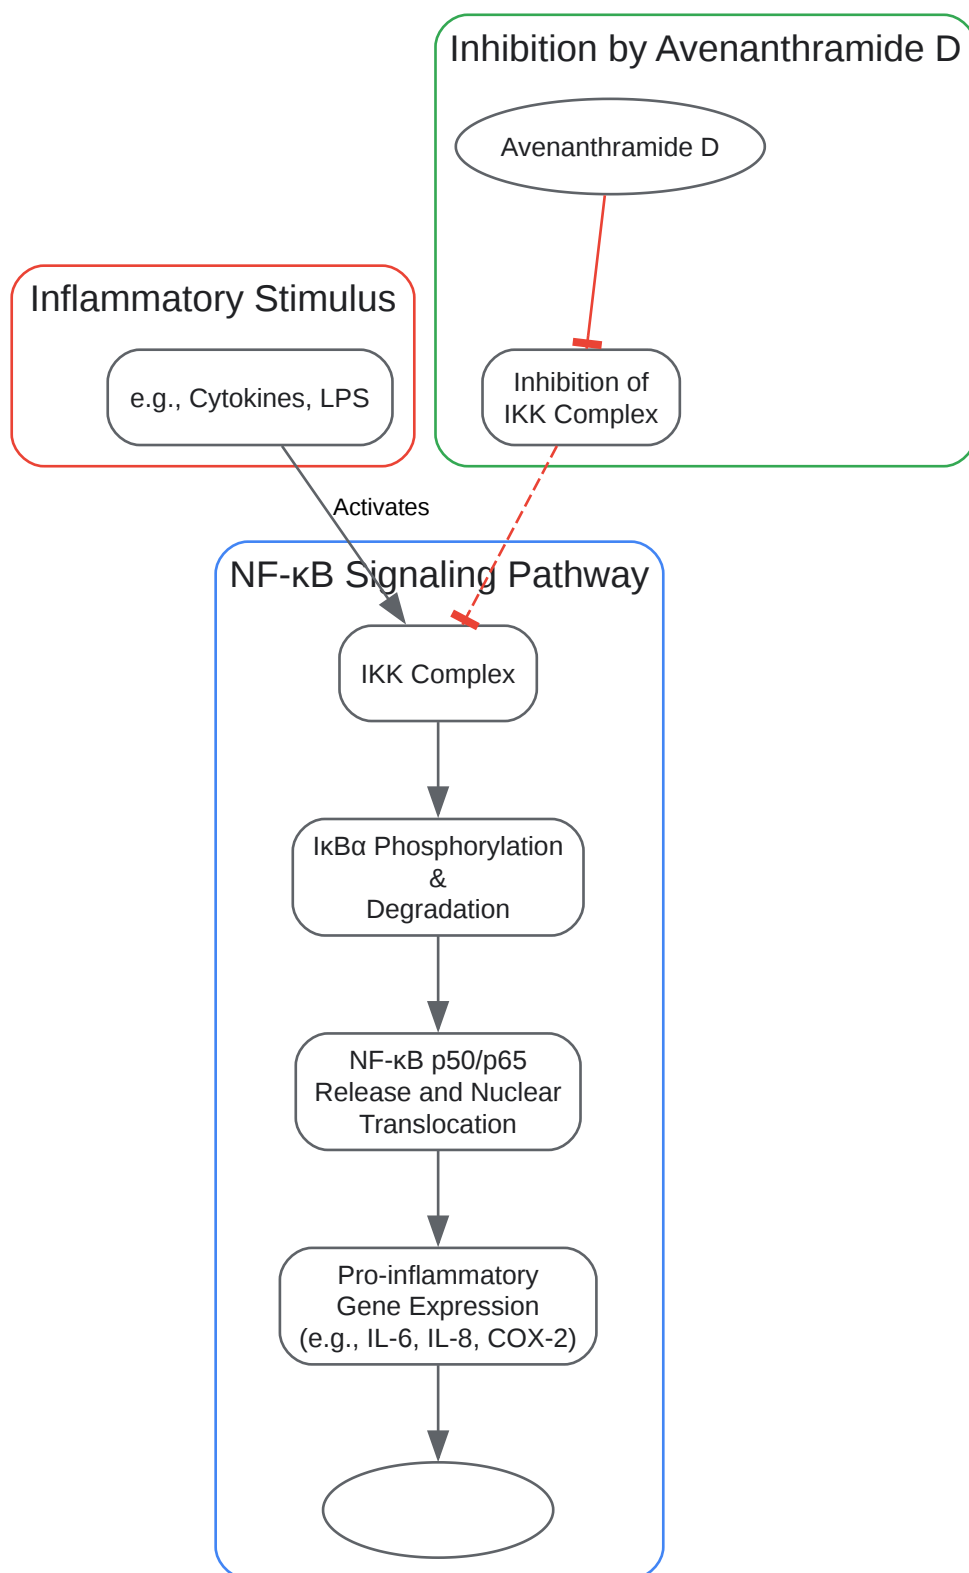 Inhibition by Avenanthramide D
Avenanthramide D
Inflammatory Stimulus
e.g., Cytokines, LPS
Inhibition of
IKK Complex
Activates
NF-κB Signaling Pathway
IKK Complex
IκBα Phosphorylation
&
Degradation
NF-κB p50/p65
Release and Nuclear
Translocation
Pro-inflammatory
Gene Expression
(e.g., IL-6, IL-8, COX-2)